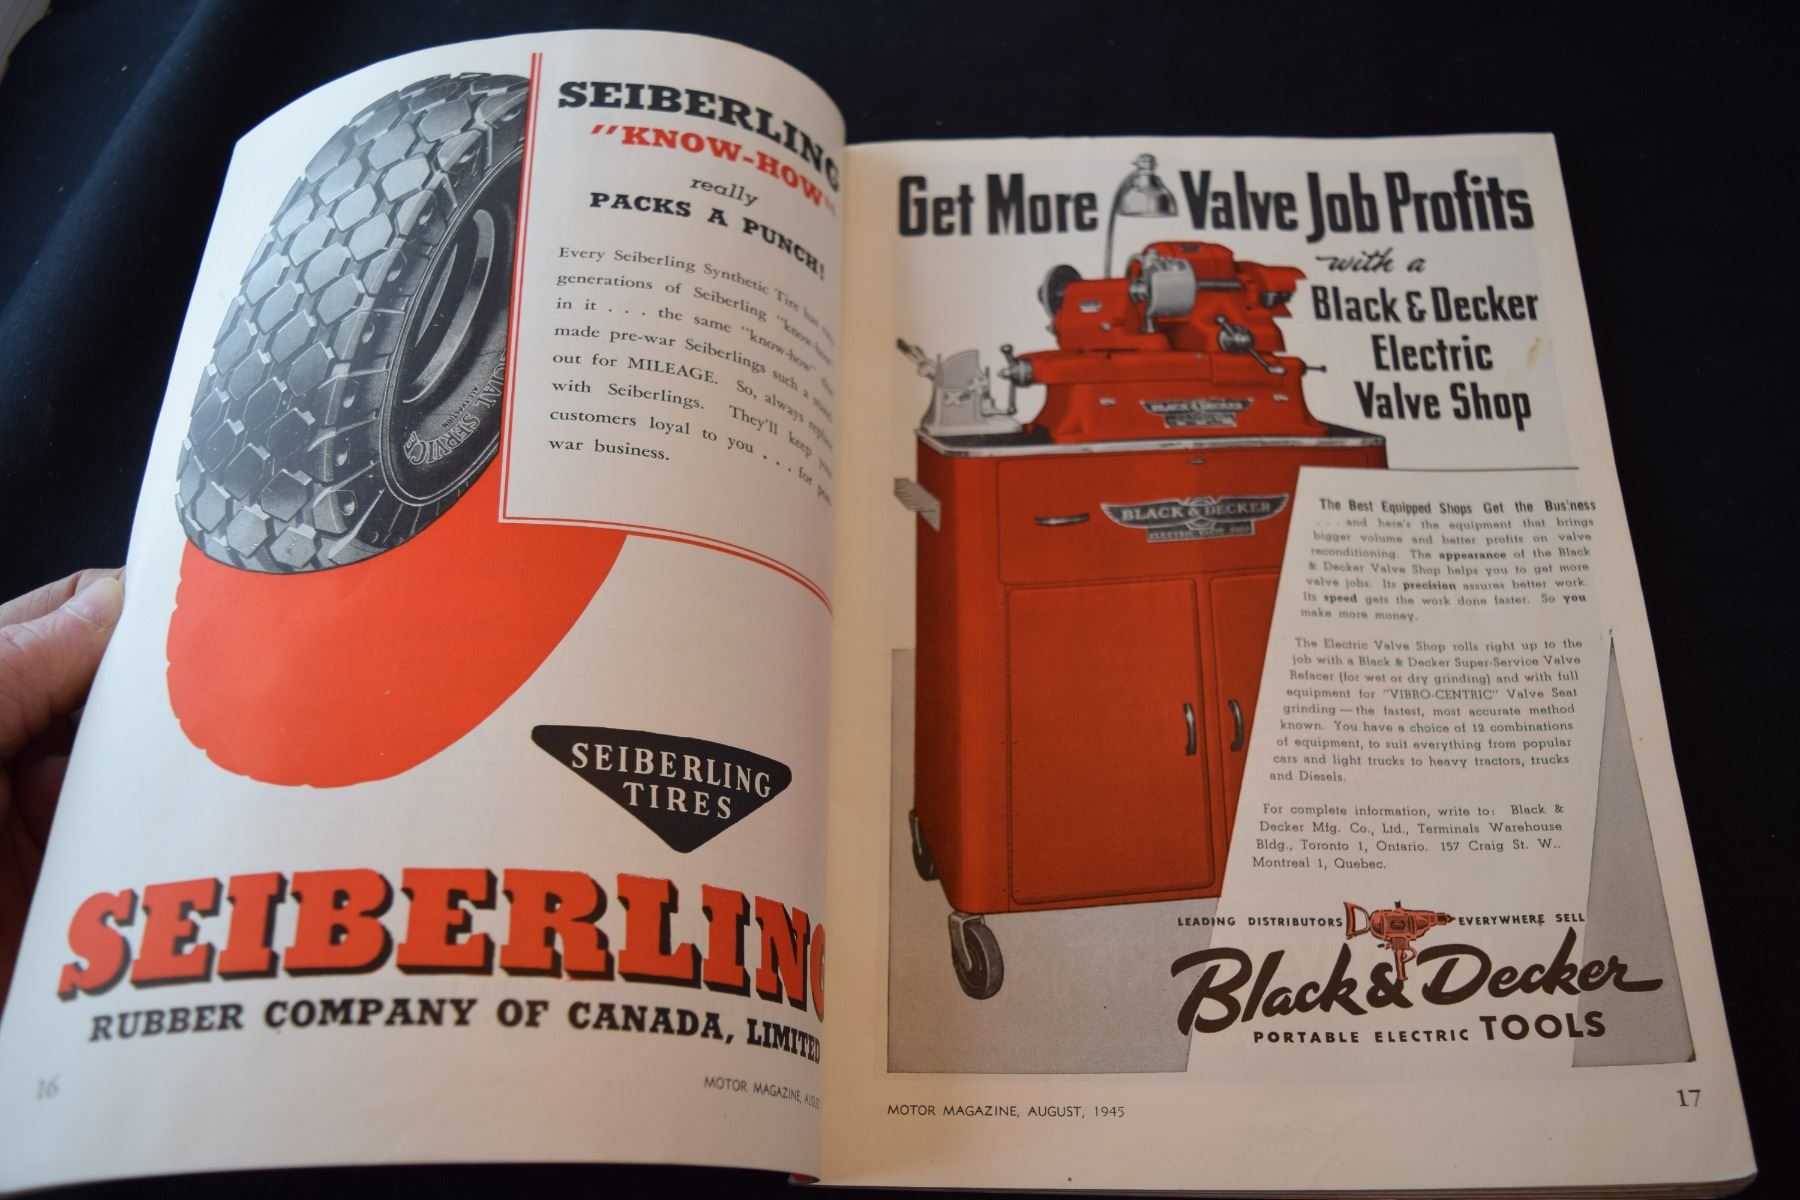 SEIBERLING
"KNOW-HOW"
really
PACKS A PUNCH!
Every Seiberling Synthetic Tire has
generations of Seiberling "know-how"
in it . . . the same "know-how"
made pre-war Seiberlings such a
out for MILEAGE. So, always
with Seiberlings. They'll keep
customers loyal to you . . . for
war business.
SPECIAL SERVICE
SEIBERLING
TIRES
SEIBERLING
RUBBER COMPANY OF CANADA, LIMITED
16
MOTOR MAGAZINE,
Get More Valve Job Profits
with a
Black & Decker
Electric
Valve Shop
BLACK & DECKER
BLACK & DECKER
ELECTRIC VALVE SHOP
The Best Equipped Shops Get the Bus'ness
. . . and here's the equipment that brings
bigger volume and better profits on valve
reconditioning. The appearance of the Black
& Decker Valve Shop helps you to get more
valve jobs. Its precision assures better work.
Its speed gets the work done faster. So you
make more money.
The Electric Valve Shop rolls right up to the
job with a Black & Decker Super-Service Valve
Refacer (for wet or dry grinding) and with full
equipment for "VIBRO-CENTRIC" Valve Seat
grinding — the fastest, most accurate method
known. You have a choice of 12 combinations
of equipment, to suit everything from popular
cars and light trucks to heavy tractors, trucks
and Diesels.
For complete information, write to: Black &
Decker Mfg. Co., Ltd., Terminals Warehouse
Bldg., Toronto 1, Ontario. 157 Craig St. W..
Montreal 1, Quebec.
LEADING DISTRIBUTORS EVERYWHERE SELL
Black & Decker
PORTABLE ELECTRIC TOOLS
MOTOR MAGAZINE, AUGUST, 1945
17